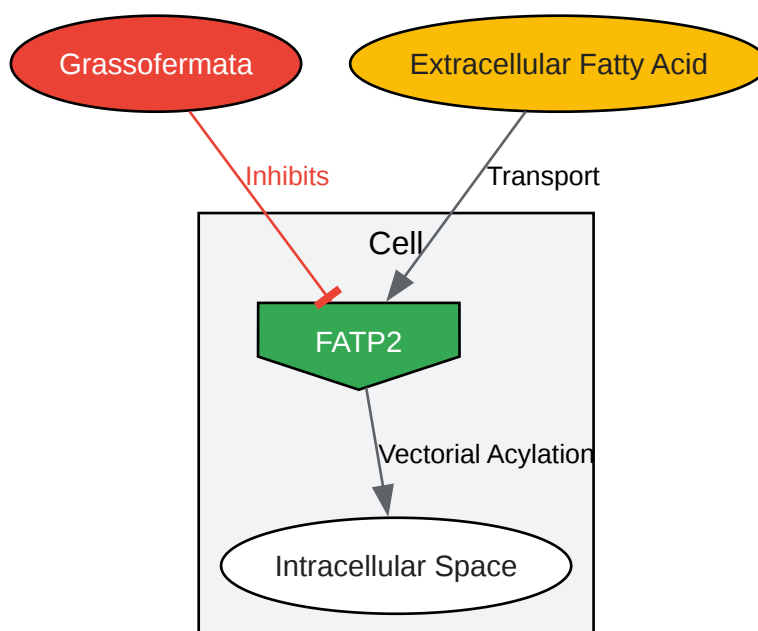 Grassofermata
Extracellular Fatty Acid
Inhibits
Transport
Cell
FATP2
Vectorial Acylation
Intracellular Space